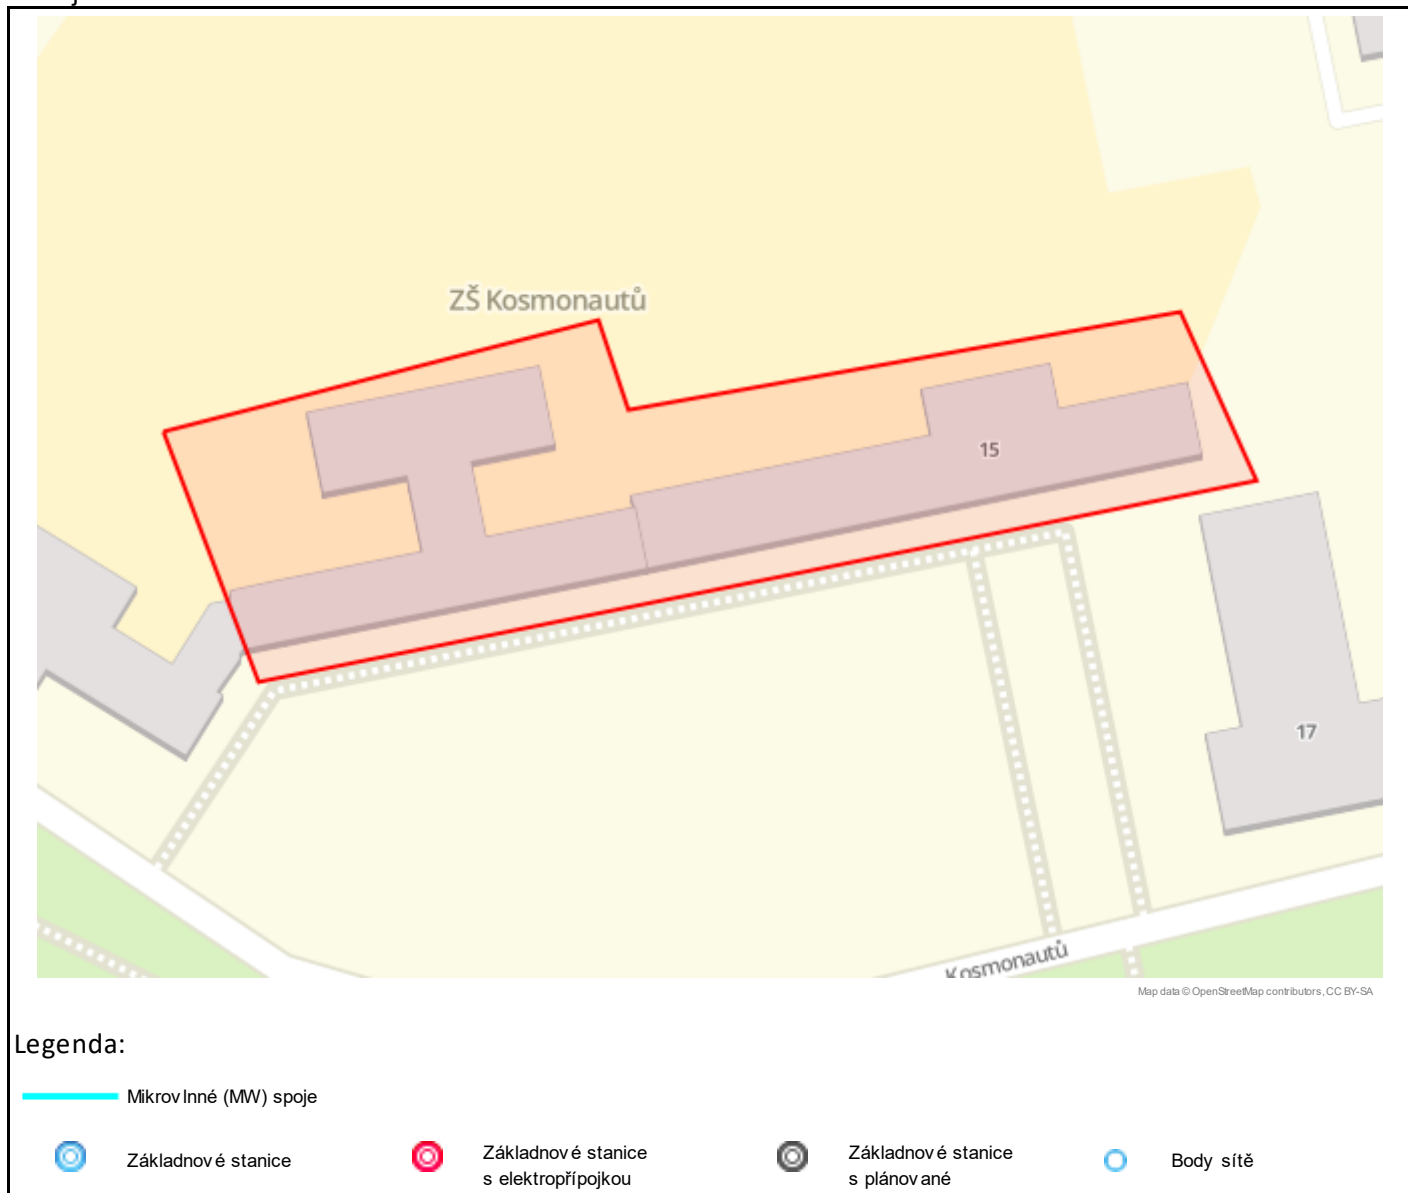 ZŠ Kosmonautů
15
17
Kosmonautů
Map data © OpenStreetMap contributors, CC BY-SA
Legenda:
Mikrovlnné (MW) spoje
Základnové stanice
Základnové stanice
s elektropřípojkou
Základnové stanice
s plánované
Body sítě